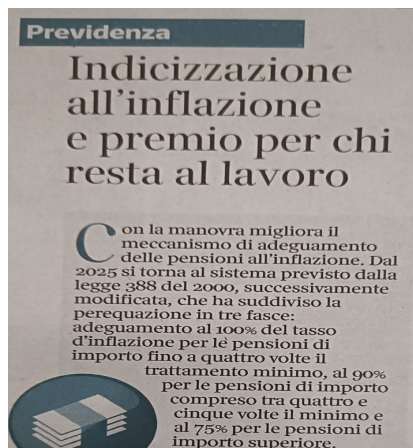 Previdenza
Indicizzazione
all'inflazione
e premio per chi
resta al lavoro
Con la manovra migliora il
meccanismo di adeguamento
delle pensioni all'inflazione. Dal
2025 si torna al sistema previsto dalla
legge 388 del 2000, successivamente
modificata, che ha suddiviso la
perequazione in tre fasce:
adeguamento al 100% del tasso
d'inflazione per le pensioni di
importo fino a quattro volte il
trattamento minimo, al 90%
per le pensioni di importo
compreso tra quattro e
cinque volte il minimo e
al 75% per le pensioni di
importo superiore.